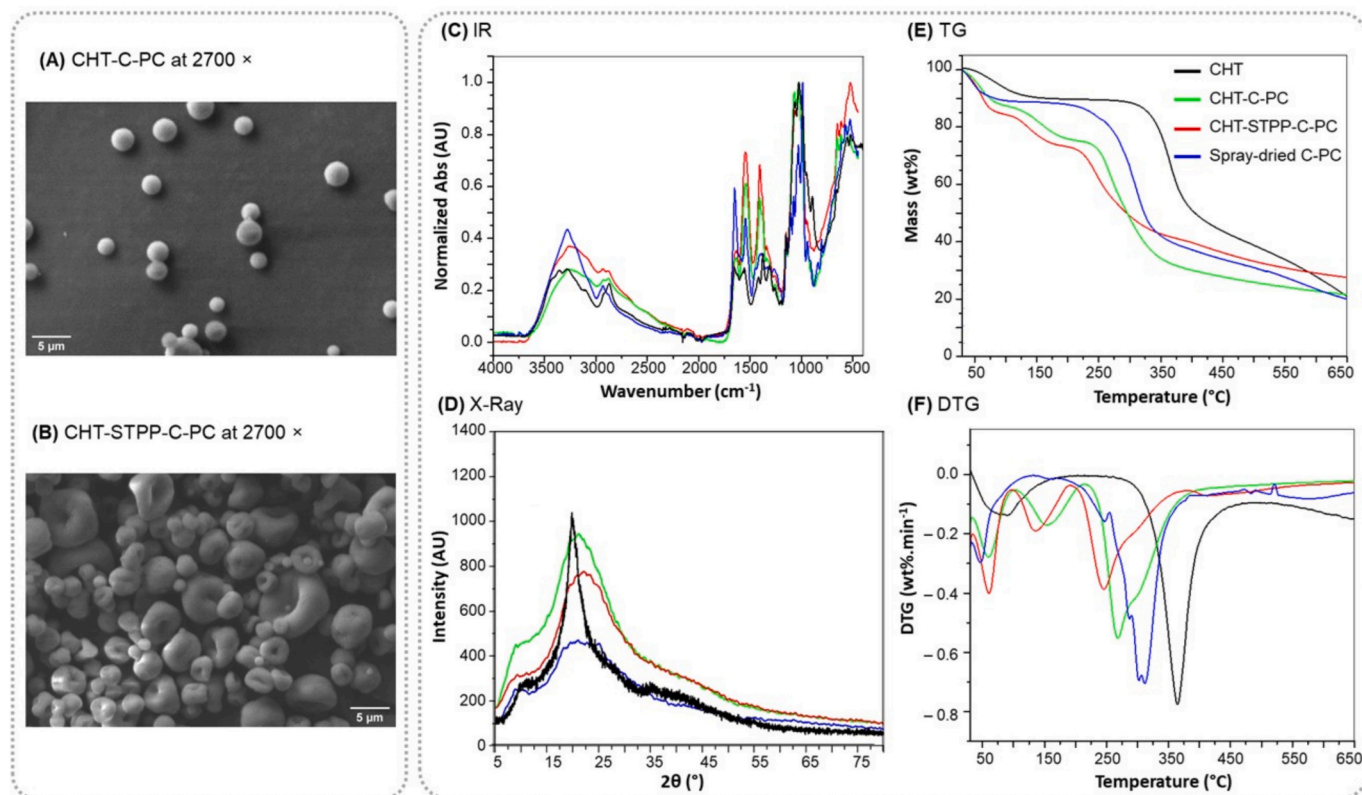 (A) CHT-C-PC at 2700 ×
5 μm
(B) CHT-STPP-C-PC at 2700 ×
5 μm
(C) IR
Normalized Abs (AU)
1.0
0.8
0.6
0.4
0.2
0.0
4000 3500 3000 2500 2000 1500 1000 500
Wavenumber (cm⁻¹)
(D) X-Ray
Intensity (AU)
1400
1200
1000
800
600
400
200
0
5 15 25 35 45 55 65 75
2θ (°)
(E) TG
CHT
CHT-C-PC
CHT-STPP-C-PC
Spray-dried C-PC
Mass (wt%)
100
80
60
40
20
0
50 150 250 350 450 550 650
Temperature (°C)
(F) DTG
DTG (wt%.min⁻¹)
0.0
– 0.2
– 0.4
– 0.6
– 0.8
50 150 250 350 450 550 650
Temperature (°C)